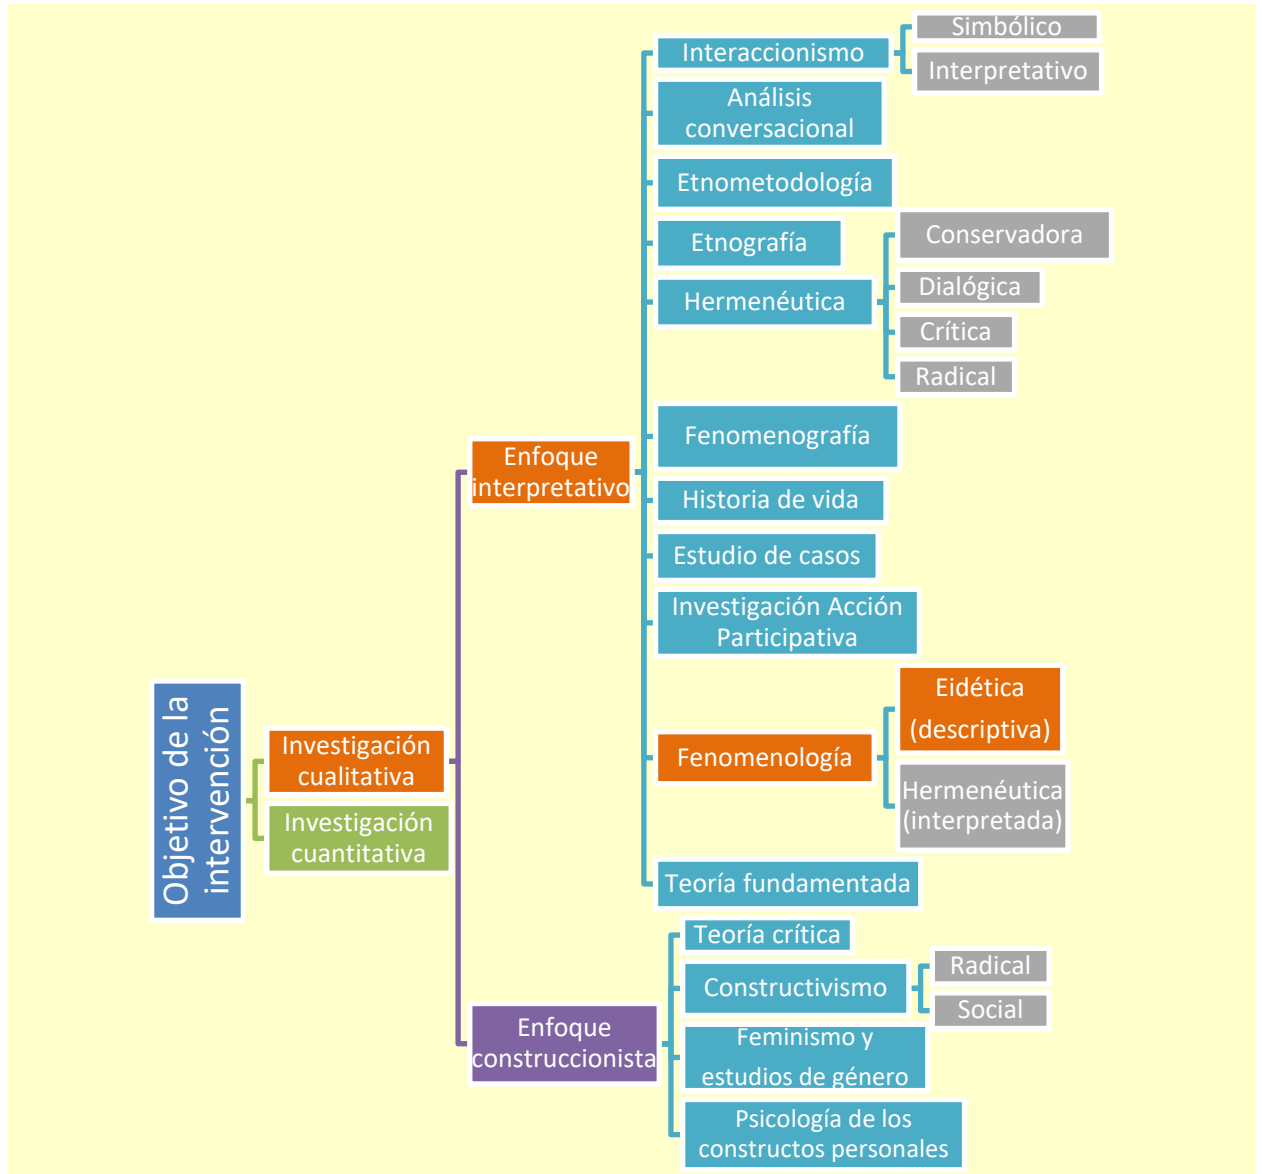 Objetivo de la
intervención
Investigación
cualitativa
Investigación
cuantitativa
Enfoque
interpretativo
Interaccionismo
Simbólico
Interpretativo
Análisis
conversacional
Etnometodología
Etnografía
Hermenéutica
Conservadora
Dialógica
Crítica
Radical
Fenomenografía
Historia de vida
Estudio de casos
Investigación Acción
Participativa
Fenomenología
Eidética
(descriptiva)
Hermenéutica
(interpretada)
Teoría fundamentada
Enfoque
construccionista
Teoría crítica
Constructivismo
Radical
Social
Feminismo y
estudios de género
Psicología de los
constructos personales